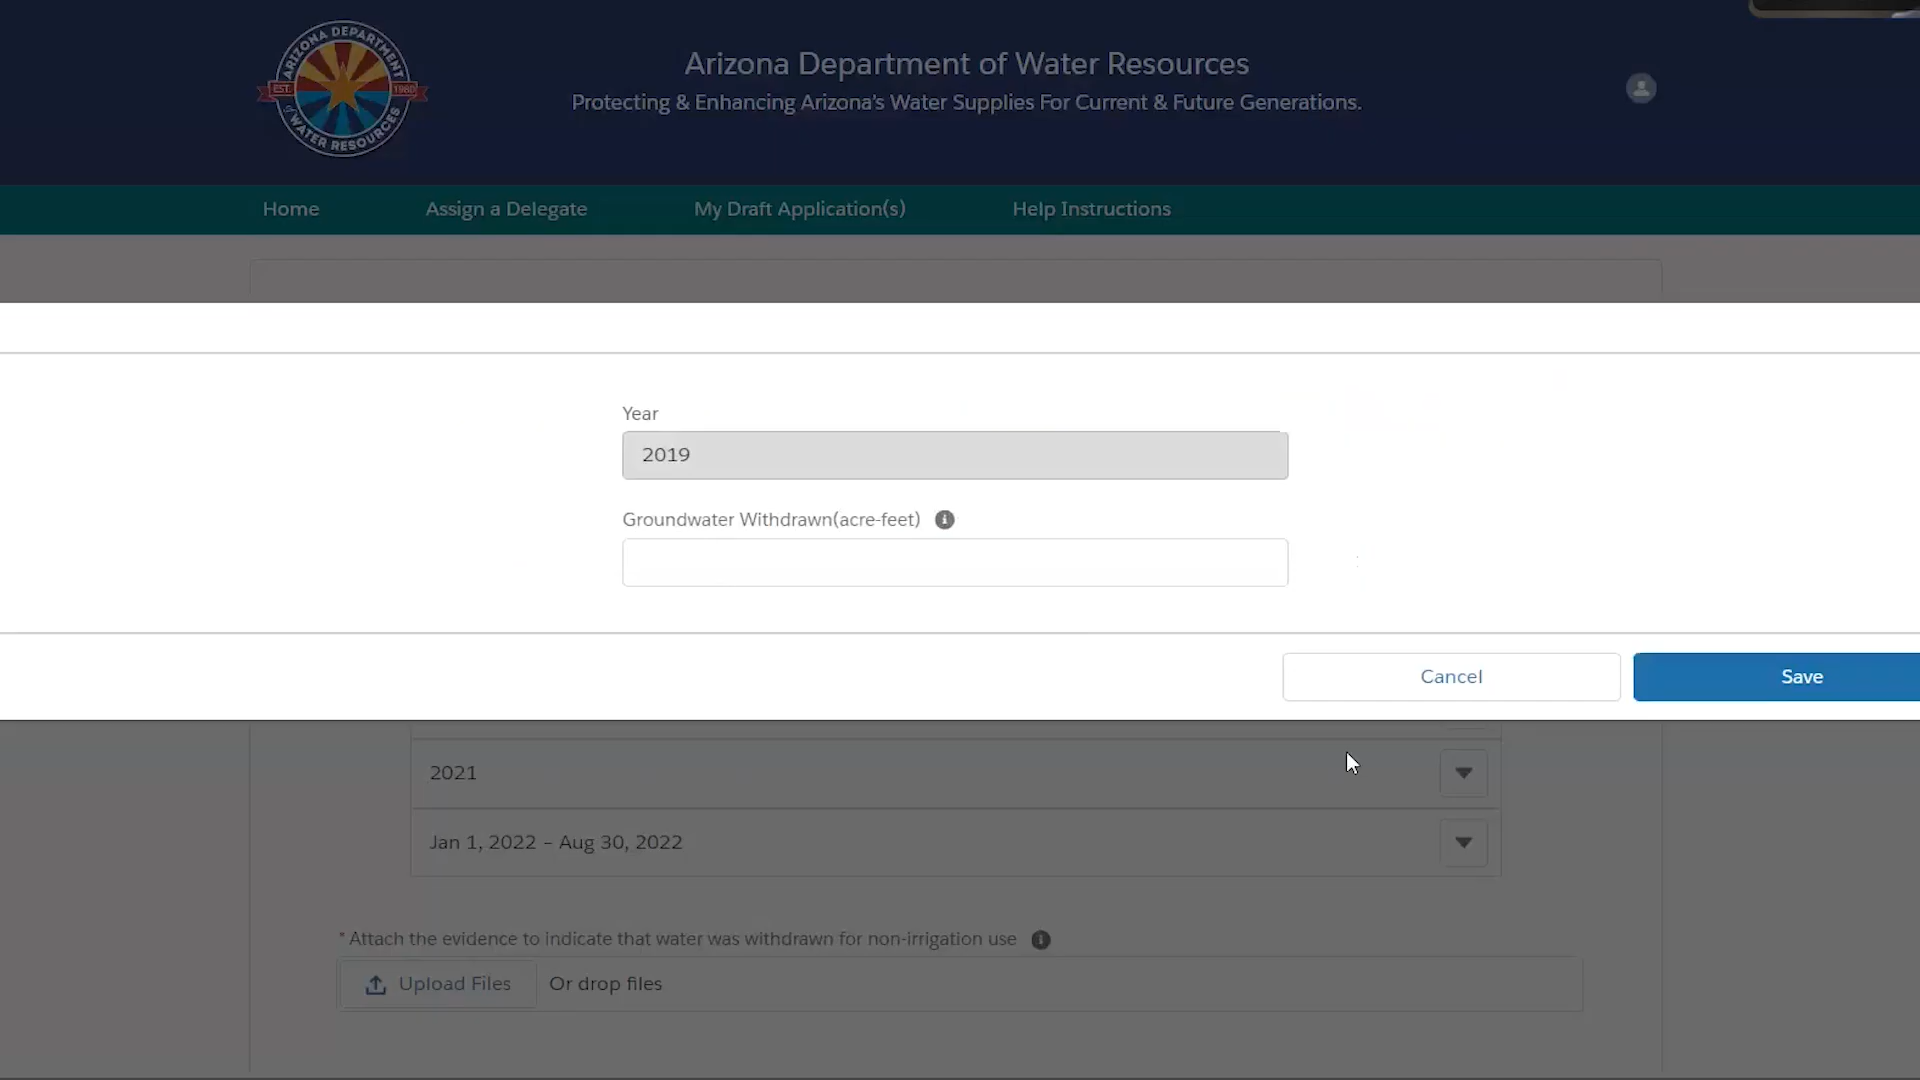 ARIZONA DEPARTMENT
EST. 1980
of WATER RESOURCES
Arizona Department of Water Resources
Protecting & Enhancing Arizona's Water Supplies For Current & Future Generations.
Home Assign a Delegate My Draft Application(s) Help Instructions
Year
2019
Groundwater Withdrawn(acre-feet)
Cancel Save
2021
Jan 1, 2022 – Aug 30, 2022
* Attach the evidence to indicate that water was withdrawn for non-irrigation use
Upload Files Or drop files